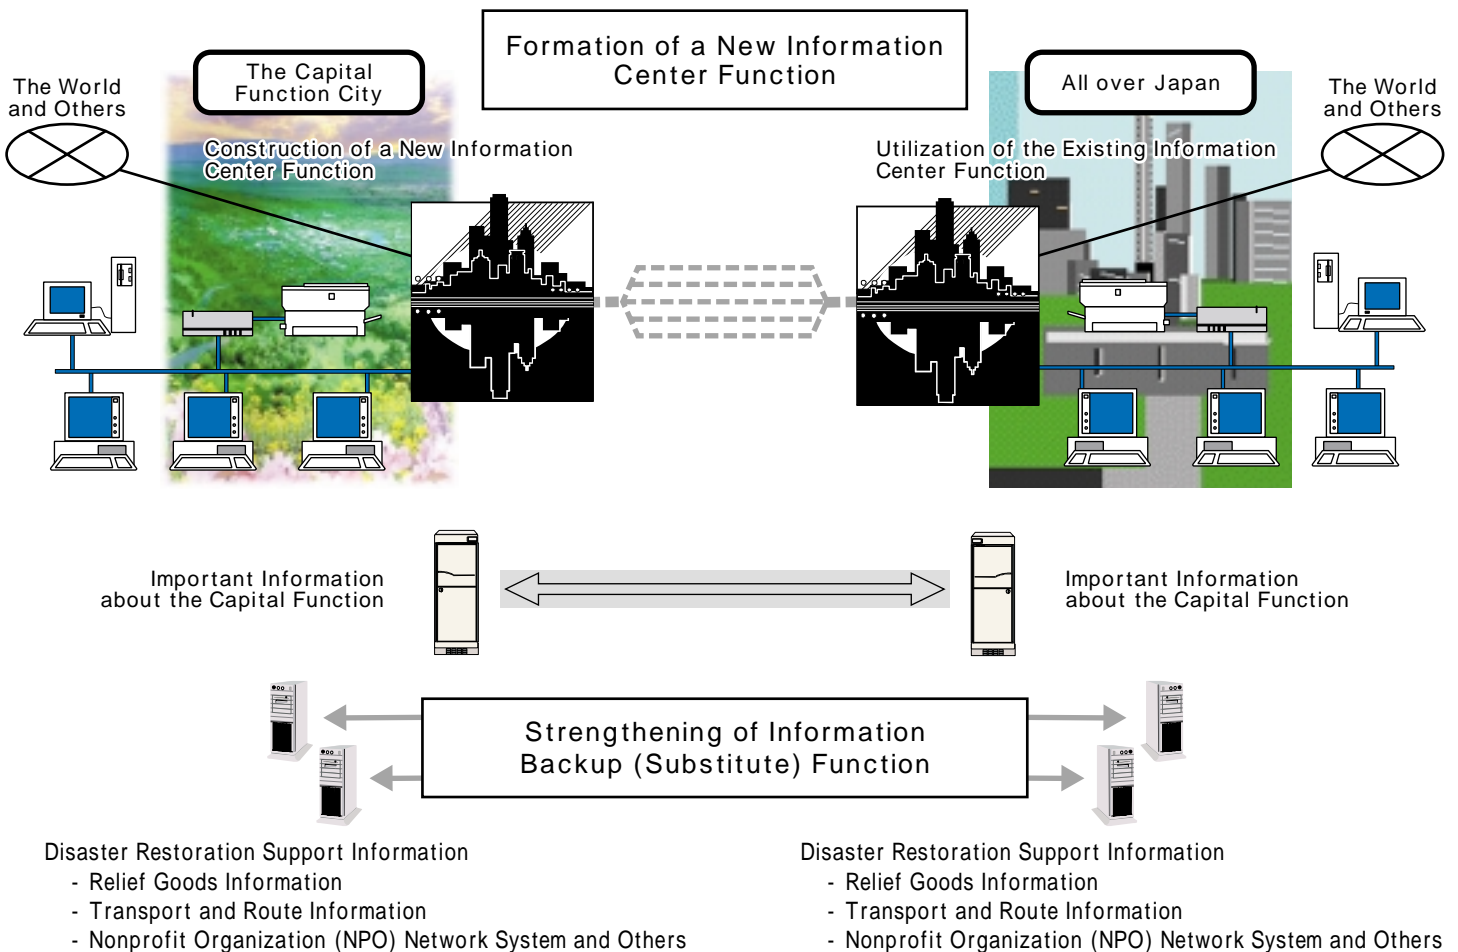 Formation of a New Information
Center Function
The Capital
Function City
All over Japan
The World
and Others
The World
and Others
Construction of a New Information
Center Function
Utilization of the Existing Information
Center Function
Important Information
about the Capital Function
Important Information
about the Capital Function
Strengthening of Information
Backup (Substitute) Function
Disaster Restoration Support Information
- Relief Goods Information
- Transport and Route Information
- Nonprofit Organization (NPO) Network System and Others
Disaster Restoration Support Information
- Relief Goods Information
- Transport and Route Information
- Nonprofit Organization (NPO) Network System and Others